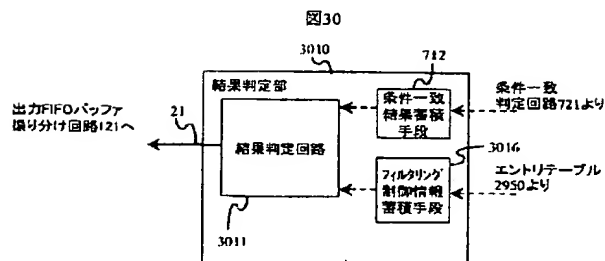 図30
3010
結果判定部
712
条件一致
結果蓄積
手段
条件一致
判定回路721より
出力FIFOバッファ
振り分け回路121へ
21
結果判定回路
3016
フィルタリング
制御情報
蓄積手段
エントリテーブル
2950より
3011